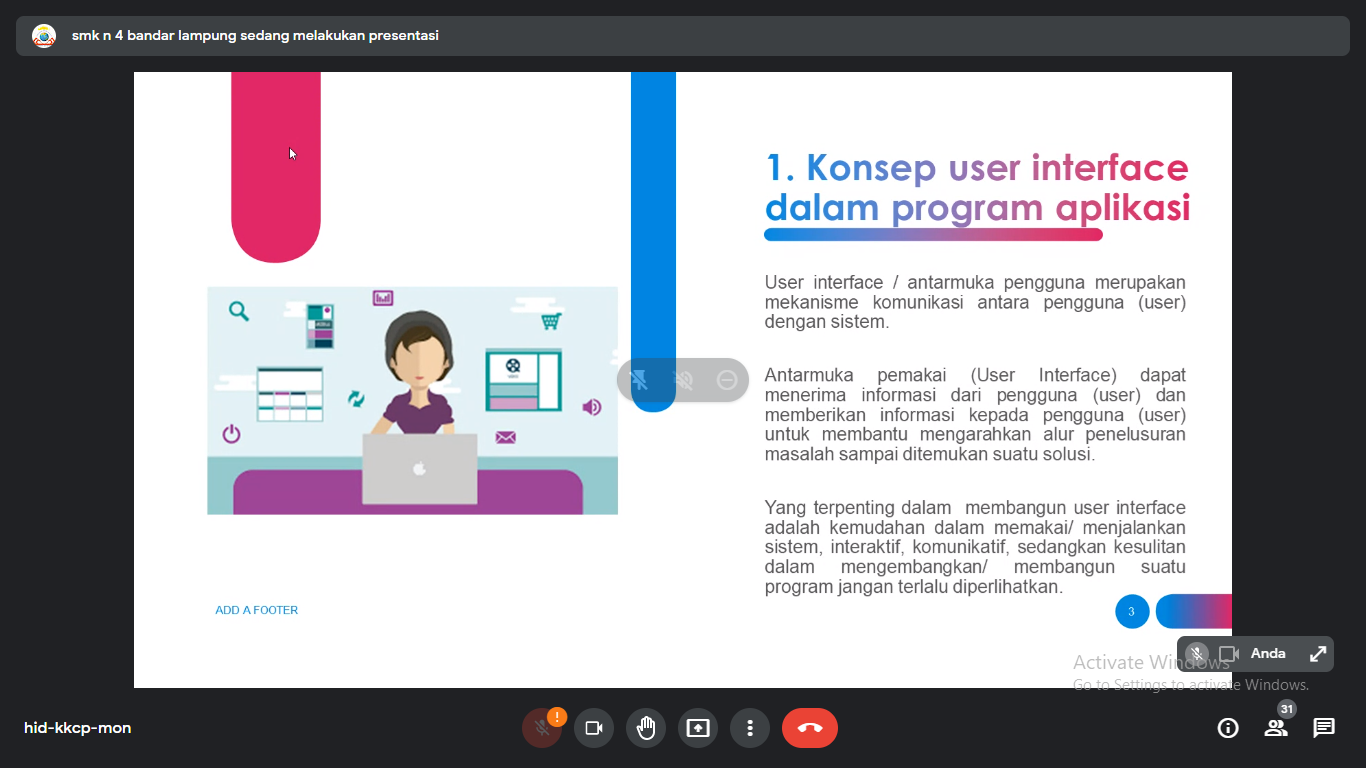 smk n 4 bandar lampung sedang melakukan presentasi
1. Konsep user interface
dalam program aplikasi
User interface / antarmuka pengguna merupakan
mekanisme komunikasi antara pengguna (user)
dengan sistem.
Antarmuka pemakai (User Interface) dapat
menerima informasi dari pengguna (user) dan
memberikan informasi kepada pengguna (user)
untuk membantu mengarahkan alur penelusuran
masalah sampai ditemukan suatu solusi.
Yang terpenting dalam membangun user interface
adalah kemudahan dalam memakai/ menjalankan
sistem, interaktif, komunikatif, sedangkan kesulitan
dalam mengembangkan/ membangun suatu
program jangan terlalu diperlihatkan.
ADD A FOOTER
3
Anda
Activate Windows
Go to Settings to activate Windows.
hid-kkcp-mon
!
31